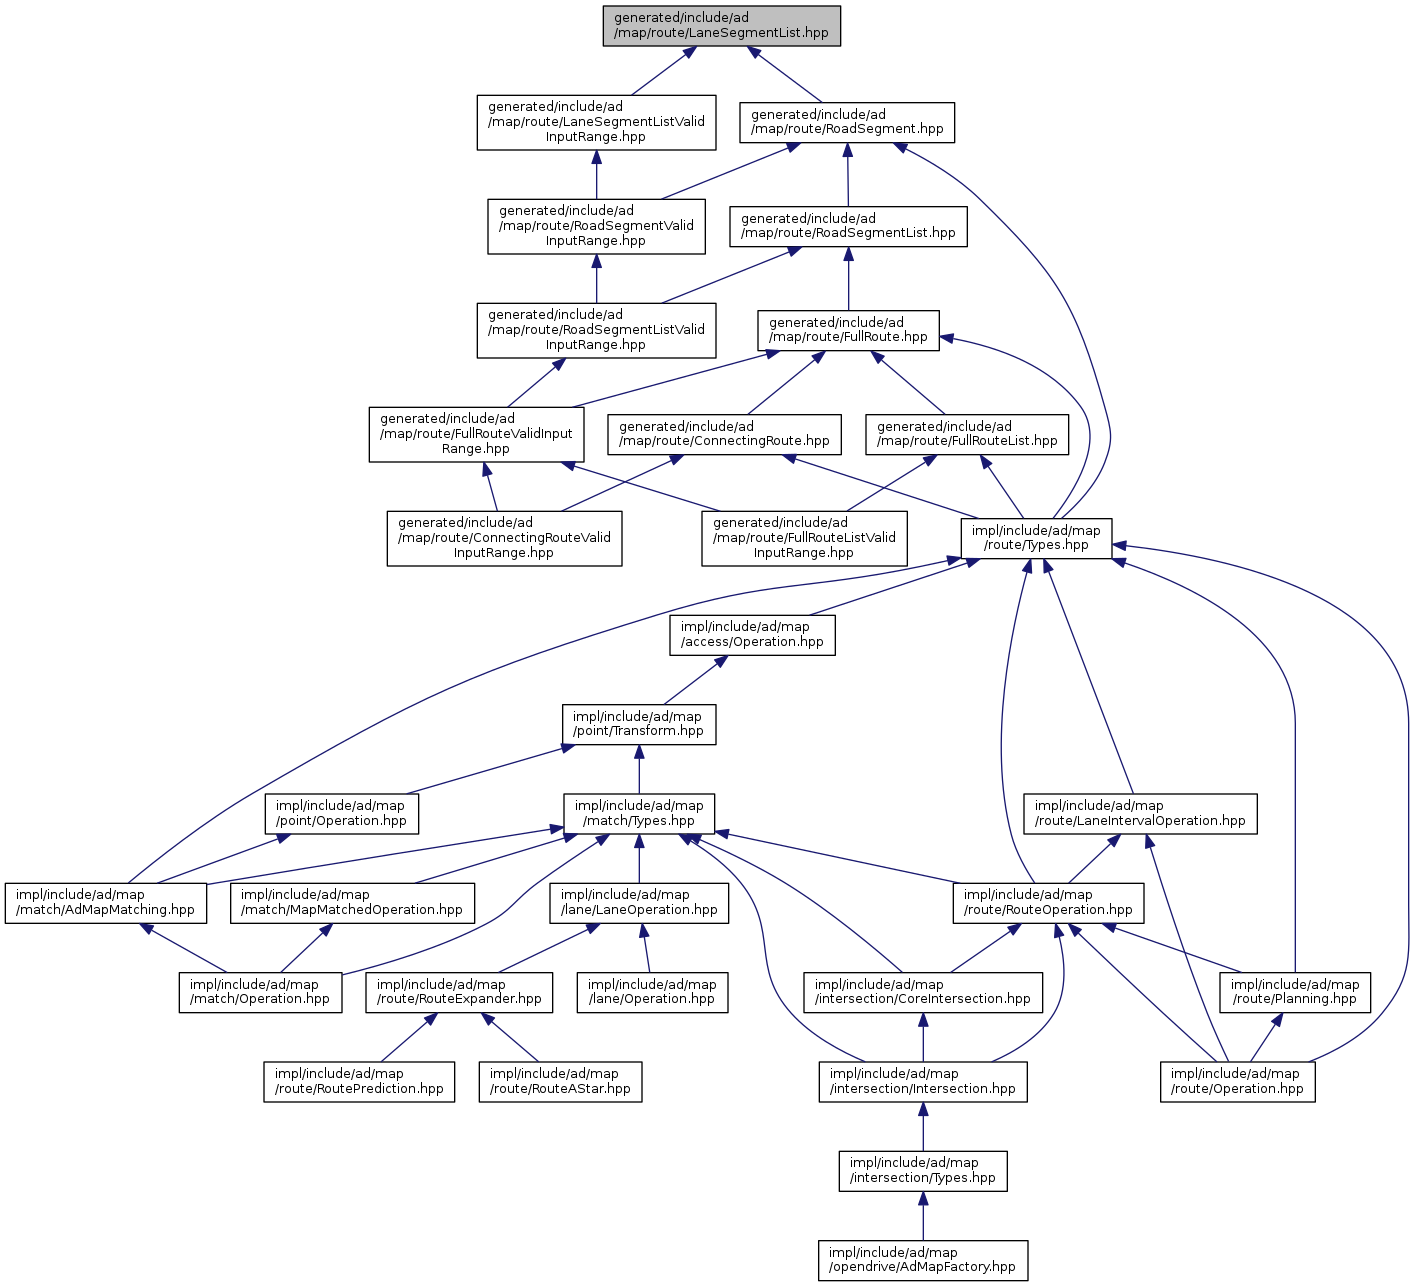 generated/include/ad
/map/route/LaneSegmentList.hpp
generated/include/ad
/map/route/LaneSegmentListValid
InputRange.hpp
generated/include/ad
/map/route/RoadSegment.hpp
generated/include/ad
/map/route/RoadSegmentValid
InputRange.hpp
generated/include/ad
/map/route/RoadSegmentList.hpp
generated/include/ad
/map/route/RoadSegmentListValid
InputRange.hpp
generated/include/ad
/map/route/FullRoute.hpp
generated/include/ad
/map/route/FullRouteValidInput
Range.hpp
generated/include/ad
/map/route/ConnectingRoute.hpp
generated/include/ad
/map/route/FullRouteList.hpp
generated/include/ad
/map/route/ConnectingRouteValid
InputRange.hpp
generated/include/ad
/map/route/FullRouteListValid
InputRange.hpp
impl/include/ad/map
/route/Types.hpp
impl/include/ad/map
/access/Operation.hpp
impl/include/ad/map
/point/Transform.hpp
impl/include/ad/map
/point/Operation.hpp
impl/include/ad/map
/match/Types.hpp
impl/include/ad/map
/route/LaneIntervalOperation.hpp
impl/include/ad/map
/match/AdMapMatching.hpp
impl/include/ad/map
/match/MapMatchedOperation.hpp
impl/include/ad/map
/lane/LaneOperation.hpp
impl/include/ad/map
/route/RouteOperation.hpp
impl/include/ad/map
/match/Operation.hpp
impl/include/ad/map
/route/RouteExpander.hpp
impl/include/ad/map
/lane/Operation.hpp
impl/include/ad/map
/intersection/CoreIntersection.hpp
impl/include/ad/map
/route/Planning.hpp
impl/include/ad/map
/route/RoutePrediction.hpp
impl/include/ad/map
/route/RouteAStar.hpp
impl/include/ad/map
/intersection/Intersection.hpp
impl/include/ad/map
/route/Operation.hpp
impl/include/ad/map
/intersection/Types.hpp
impl/include/ad/map
/opendrive/AdMapFactory.hpp